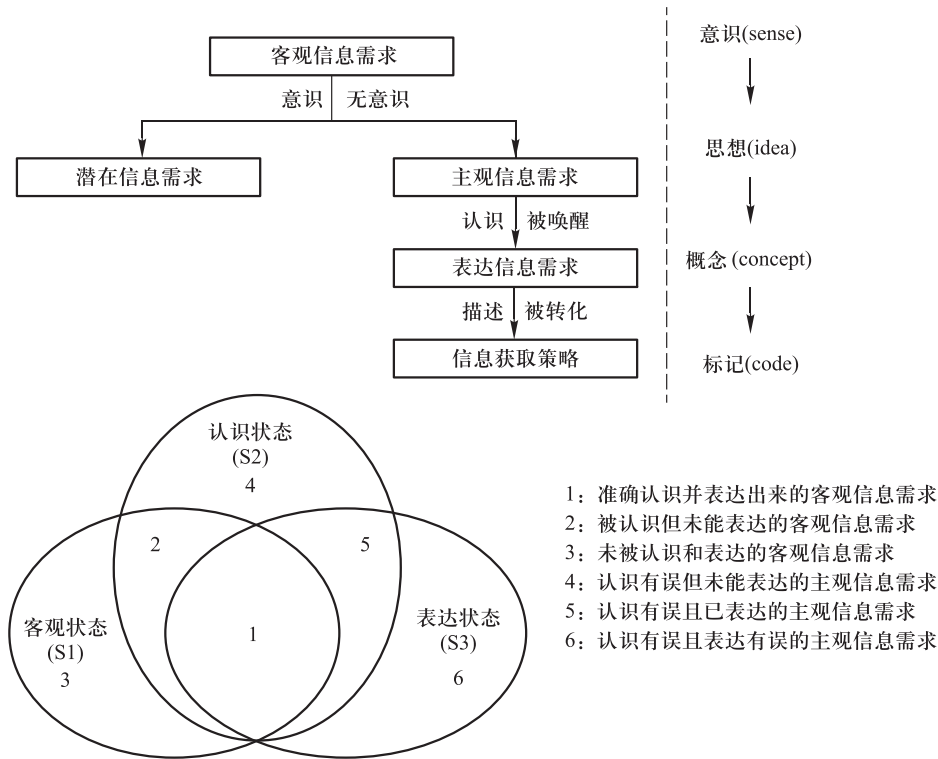 客观信息需求
意识 无意识
潜在信息需求
主观信息需求
认识 被唤醒
表达信息需求
描述 被转化
信息获取策略
意识(sense)
思想(idea)
概念(concept)
标记(code)
认识状态
(S2)
4
2
5
客观状态
(S1)
3
1
表达状态
(S3)
6
1：准确认识并表达出来的客观信息需求
2：被认识但未能表达的客观信息需求
3：未被认识和表达的客观信息需求
4：认识有误但未能表达的主观信息需求
5：认识有误且已表达的主观信息需求
6：认识有误且表达有误的主观信息需求